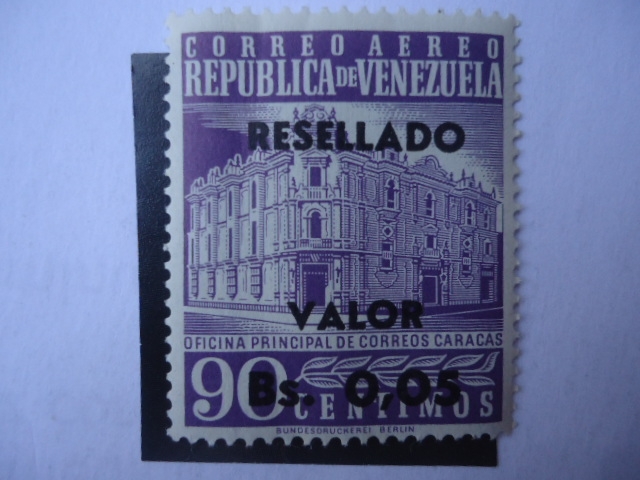 CORREO AEREO
REPUBLICA DE VENEZUELA
RESELLADO
VALOR
OFICINA PRINCIPAL DE CORREOS CARACAS
Bs. 0,05
90 CENTIMOS
BUNDESDRUCKEREI BERLIN